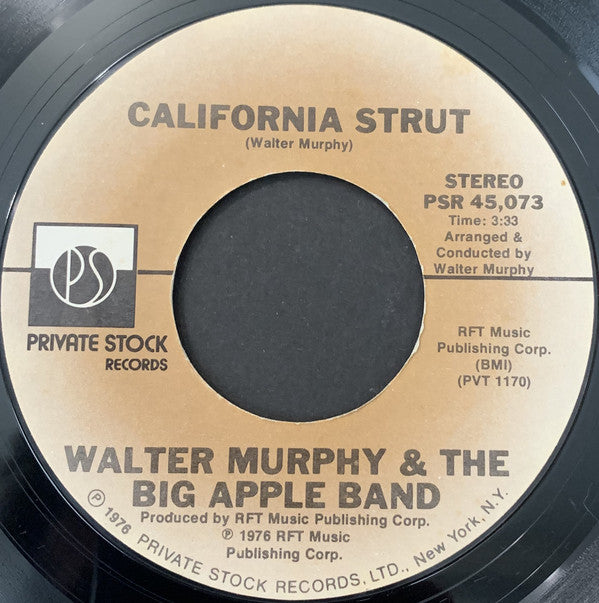 CALIFORNIA STRUT
(Walter Murphy)
STEREO
PSR 45,073
Time: 3:33
Arranged &
Conducted by
Walter Murphy
PS
PRIVATE STOCK
RECORDS
RFT Music
Publishing Corp.
(BMI)
(PVT 1170)
WALTER MURPHY & THE
BIG APPLE BAND
Produced by RFT Music Publishing Corp.
℗ 1976 RFT Music
Publishing Corp.
℗ 1976 PRIVATE STOCK RECORDS, LTD., New York, N.Y.